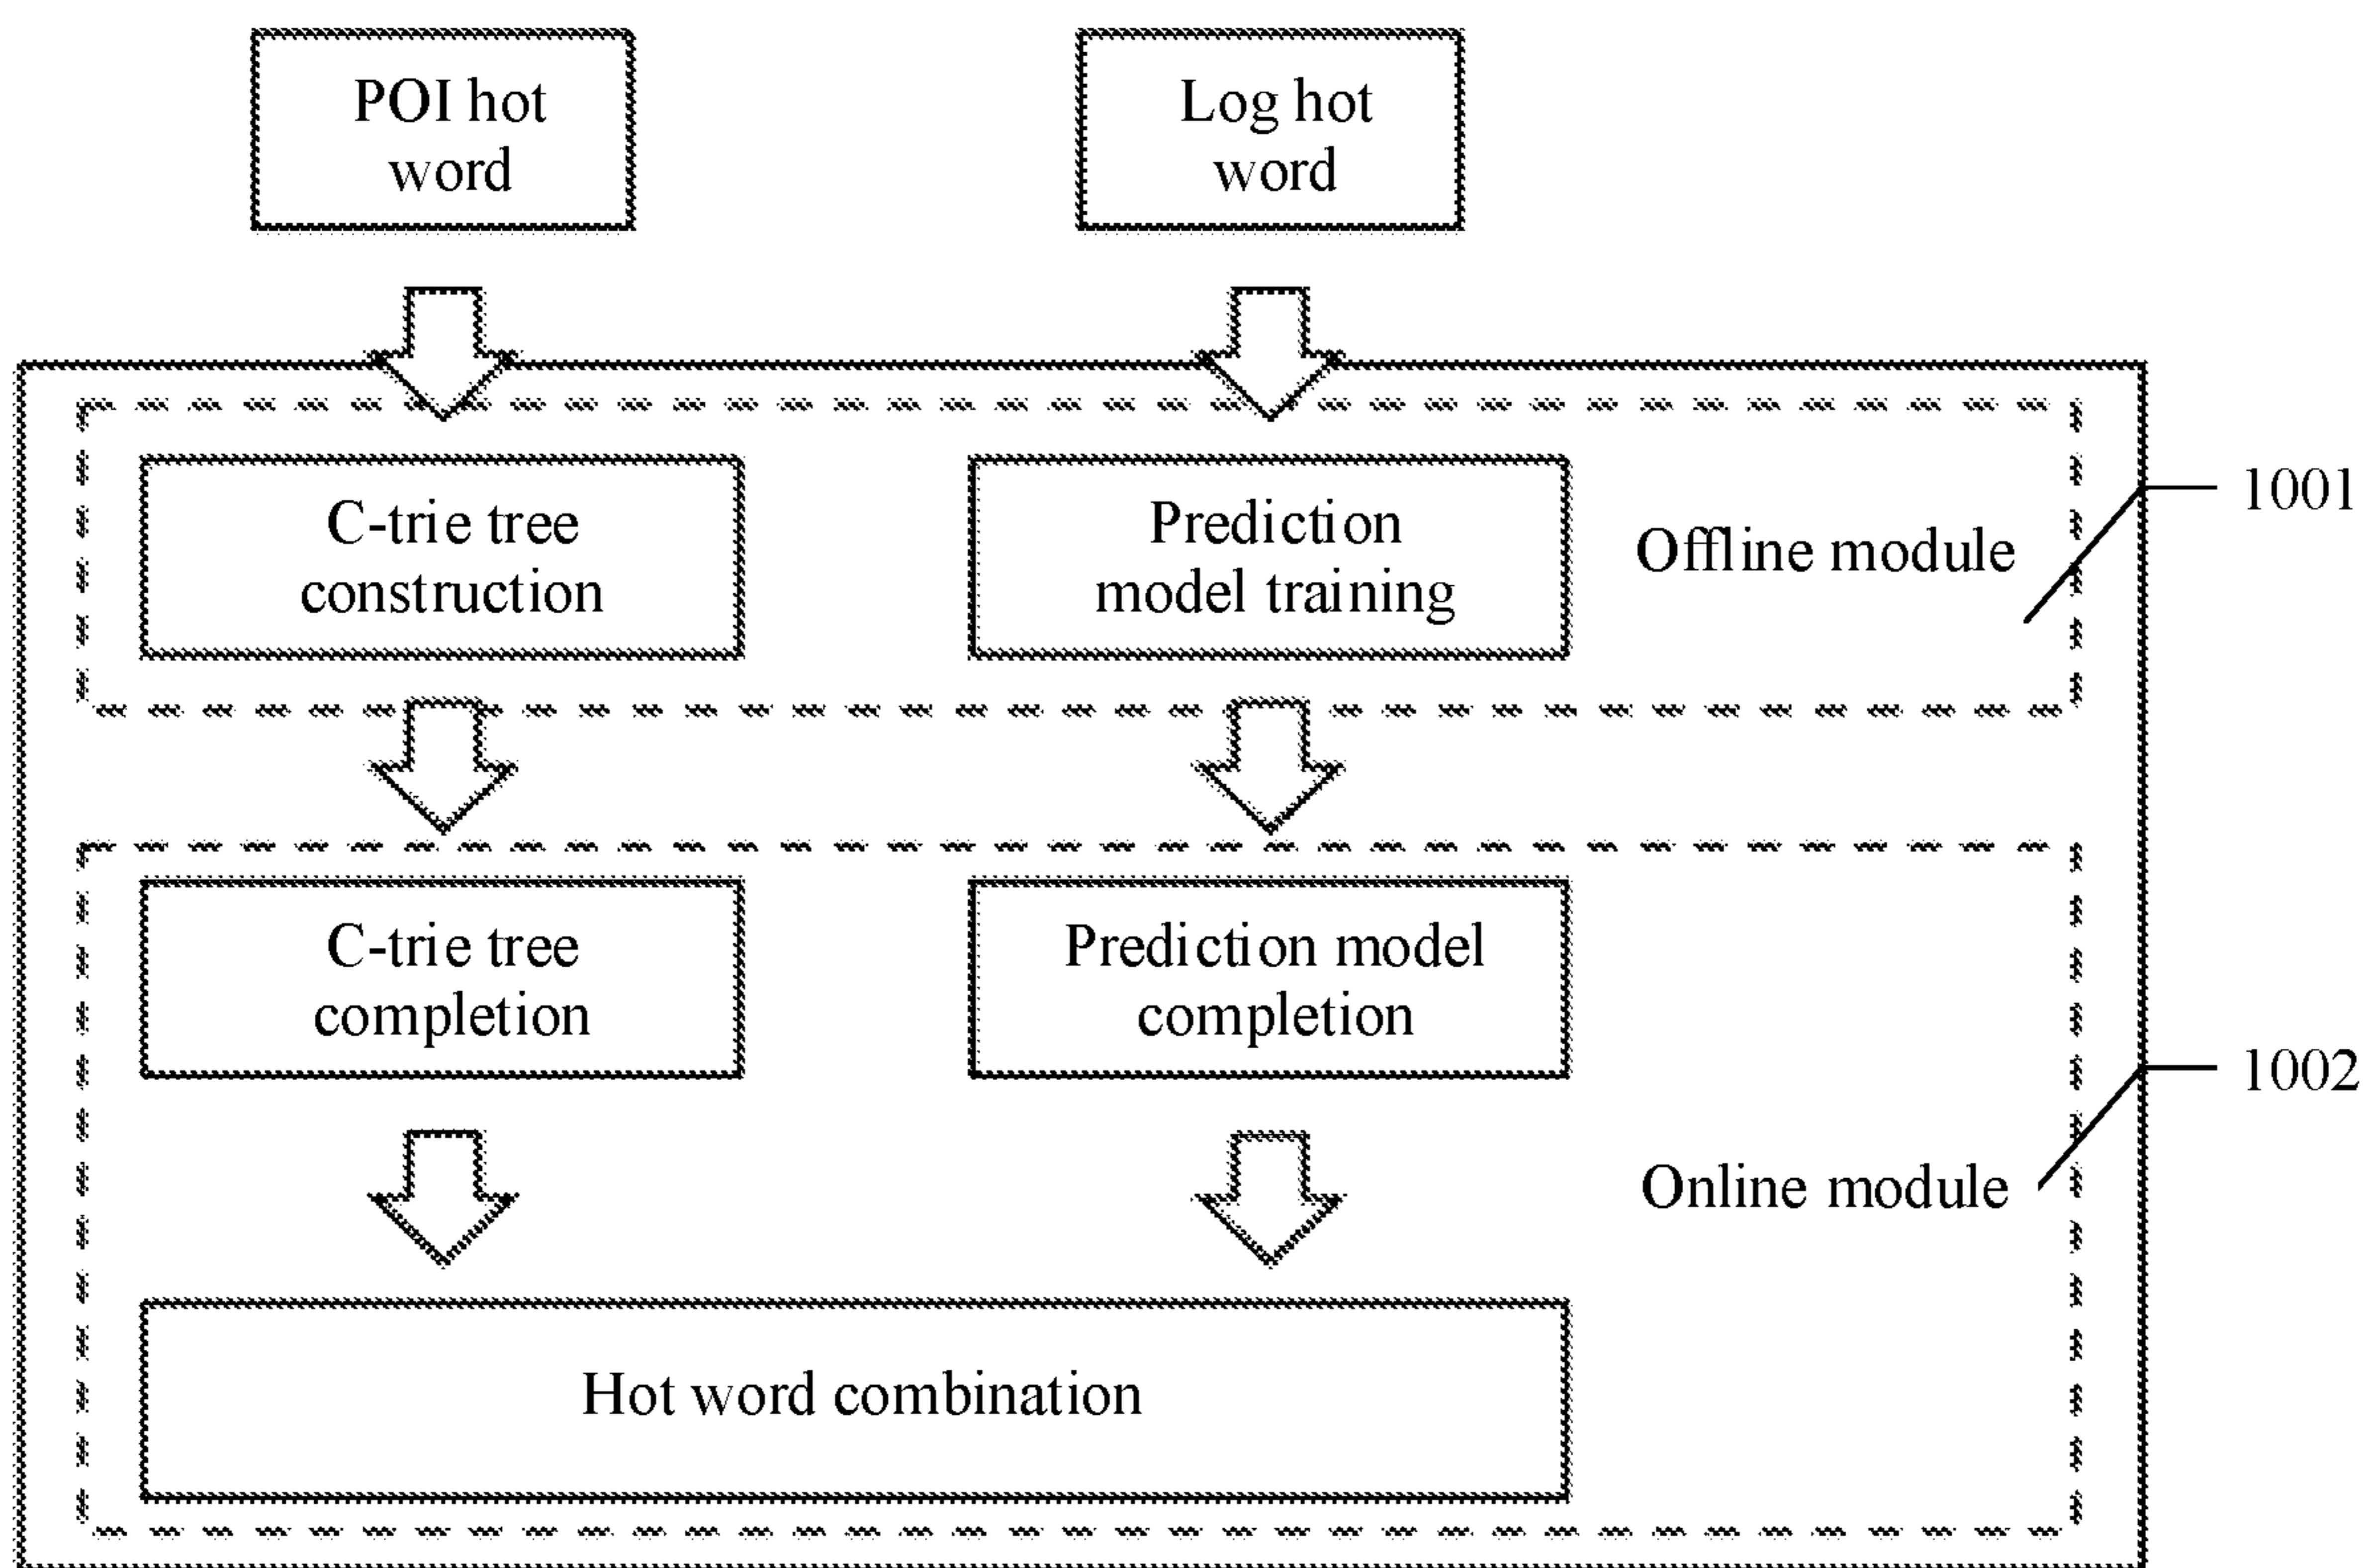 POI hot
word
Log hot
word
C-trie tree
construction
Prediction
model training
Offline module
1001
C-trie tree
completion
Prediction model
completion
1002
Online module
Hot word combination